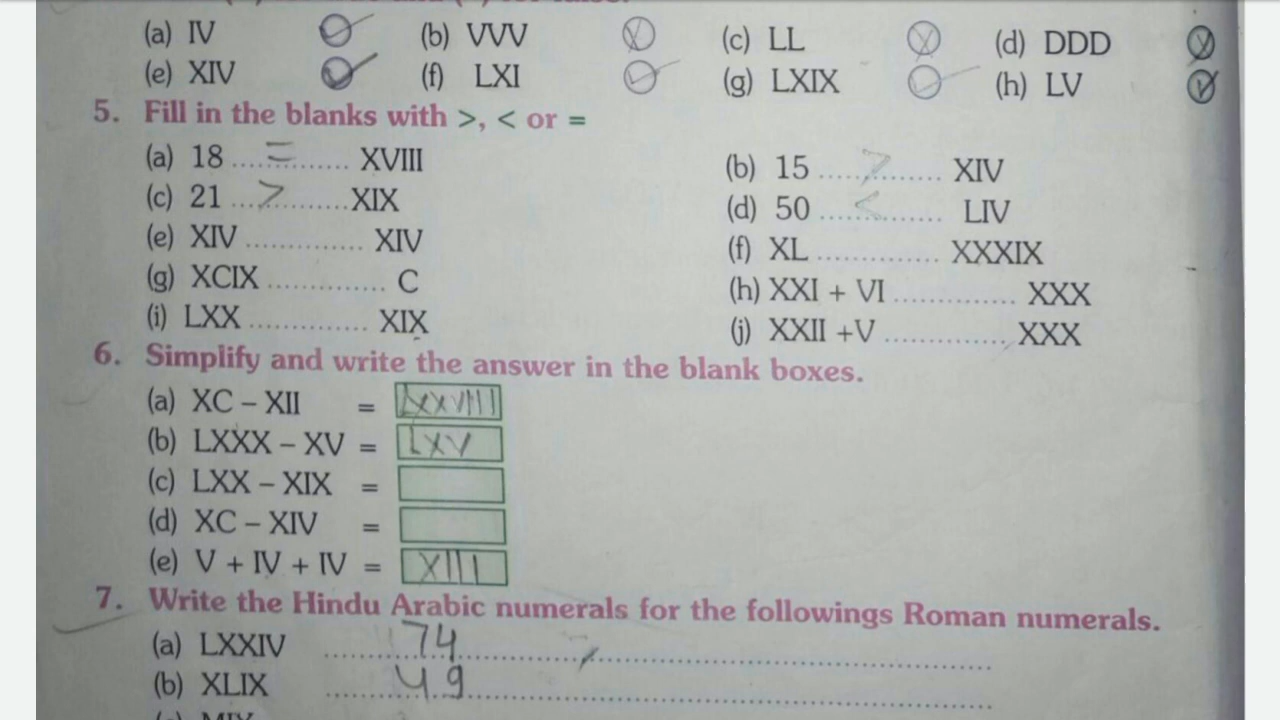 (a) IV (b) VVV (c) LL (d) DDD
(e) XIV (f) LXI (g) LXIX (h) LV
5. Fill in the blanks with >, < or =
(a) 18 ....=........ XVIII (b) 15 .....>....... XIV
(c) 21 ....>........ XIX (d) 50 .....<....... LIV
(e) XIV ............. XIV (f) XL ............. XXXIX
(g) XCIX ............. C (h) XXI + VI ............. XXX
(i) LXX ............. XIX (j) XXII +V ............. XXX
6. Simplify and write the answer in the blank boxes.
(a) XC – XII = LXXVIII
(b) LXXX – XV = LXV
(c) LXX – XIX =
(d) XC – XIV =
(e) V + IV + IV = XIII
7. Write the Hindu Arabic numerals for the followings Roman numerals.
(a) LXXIV 74
(b) XLIX 49